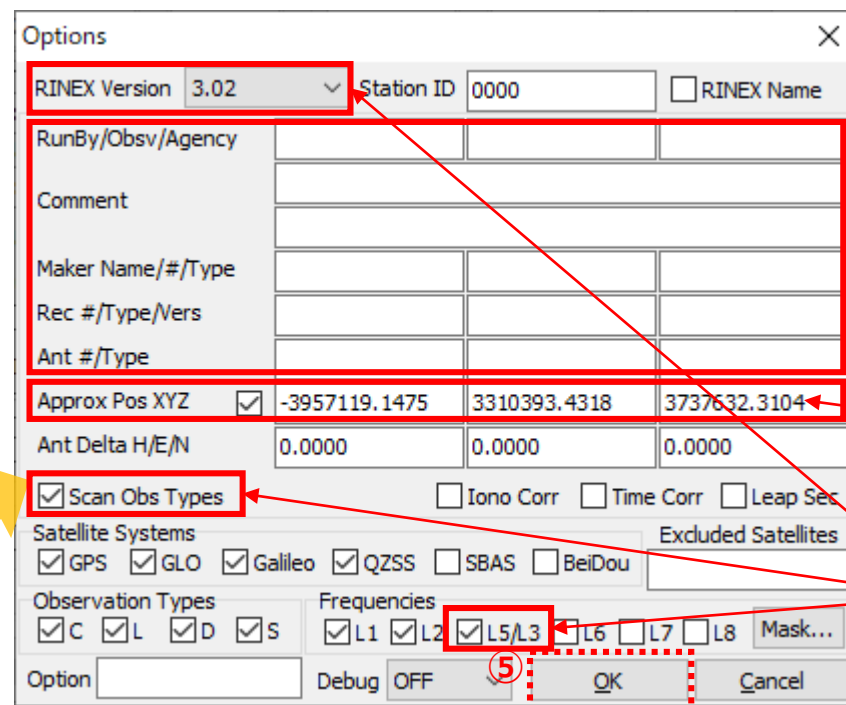 Options
RINEX Version 3.02 Station ID 0000 RINEX Name
RunBy/Obsv/Agency
Comment
Maker Name/#/Type
Rec #/Type/Vers
Ant #/Type
Approx Pos XYZ -3957119.1475 3310393.4318 3737632.3104
Ant Delta H/E/N 0.0000 0.0000 0.0000
Scan Obs Types Iono Corr Time Corr Leap Sec
Satellite Systems Excluded Satellites
GPS GLO Galileo QZSS SBAS BeiDou
Observation Types Frequencies
C L D S L1 L2 L5/L3 L6 L7 L8 Mask...
⑤
Option Debug OFF OK Cancel